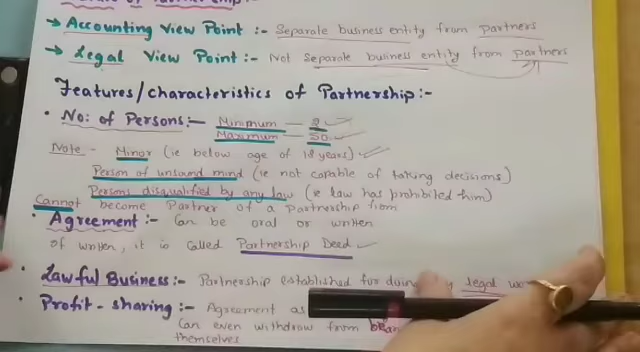 of Partnership :-
→ Accounting View Point :- Separate business entity from partners
→ Legal View Point :- Not Separate business entity from partners
Features/characteristics of Partnership:-
• No: of Persons:- Minimum - 2
Maximum - 50
Note - Minor (ie below age of 18 years)
Person of unsound mind (ie not capable of taking decisions)
Persons disqualified by any law (ie law has prohibited him)
Cannot become Partner of a partnership firm
• Agreement :- Can be oral or written
If written, it is called Partnership Deed
• Lawful Business:- Partnership established for doing legal
• Profit-sharing :- Agreement
Can even withdraw from
themselves